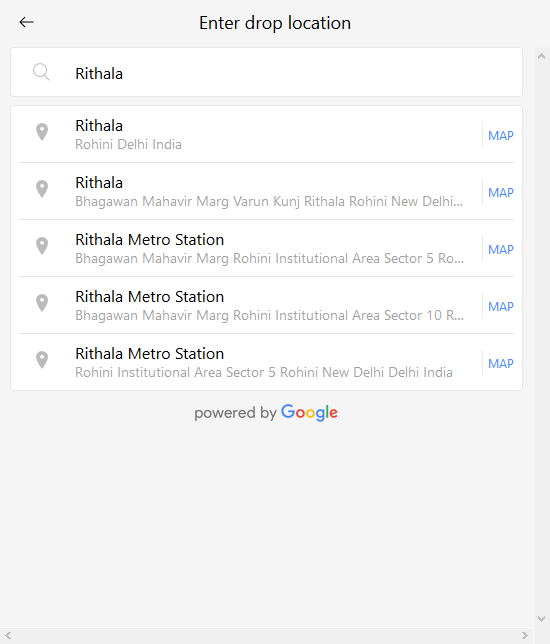 Enter drop location
Rithala
Rithala
Rohini Delhi India
MAP
Rithala
Bhagawan Mahavir Marg Varun Kunj Rithala Rohini New Delhi...
MAP
Rithala Metro Station
Bhagawan Mahavir Marg Rohini Institutional Area Sector 5 Ro...
MAP
Rithala Metro Station
Bhagawan Mahavir Marg Rohini Institutional Area Sector 10 R...
MAP
Rithala Metro Station
Rohini Institutional Area Sector 5 Rohini New Delhi Delhi India
MAP
powered by Google